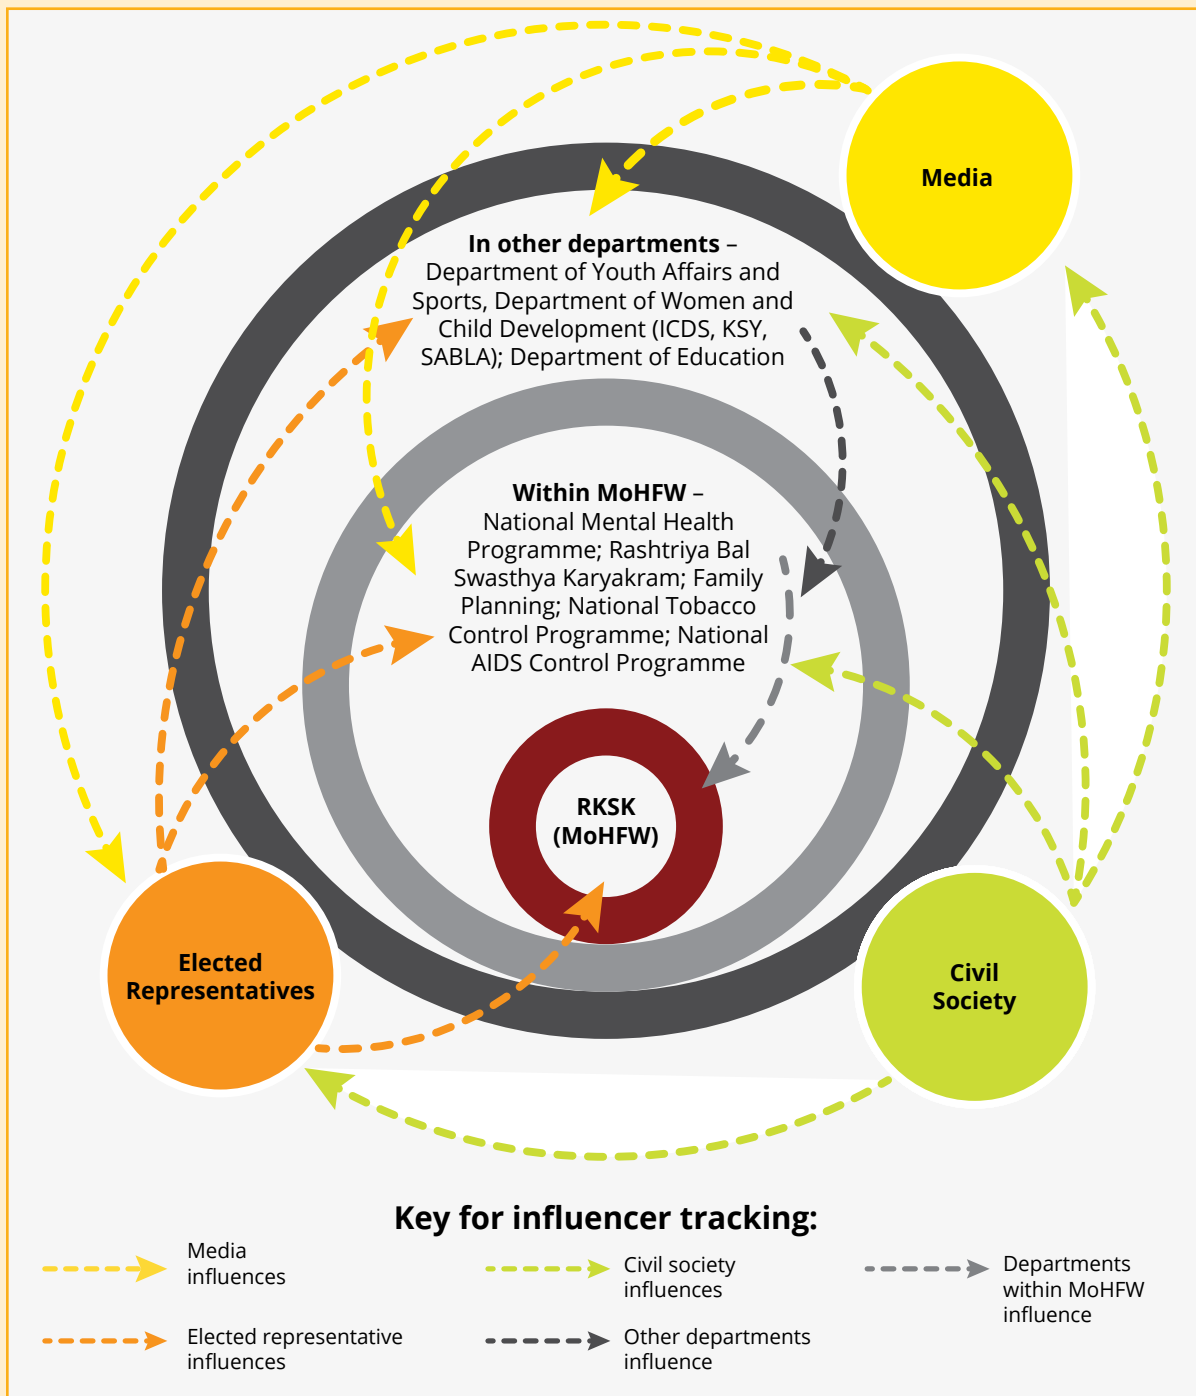 Media
In other departments –
Department of Youth Affairs and
Sports, Department of Women and
Child Development (ICDS, KSY,
SABLA); Department of Education
Within MoHFW –
National Mental Health
Programme; Rashtriya Bal
Swasthya Karyakram; Family
Planning; National Tobacco
Control Programme; National
AIDS Control Programme
RKSK
(MoHFW)
Elected
Representatives
Civil
Society
Key for influencer tracking:
Media
influences
Civil society
influences
Departments
within MoHFW
influence
Elected representative
influences
Other departments
influence